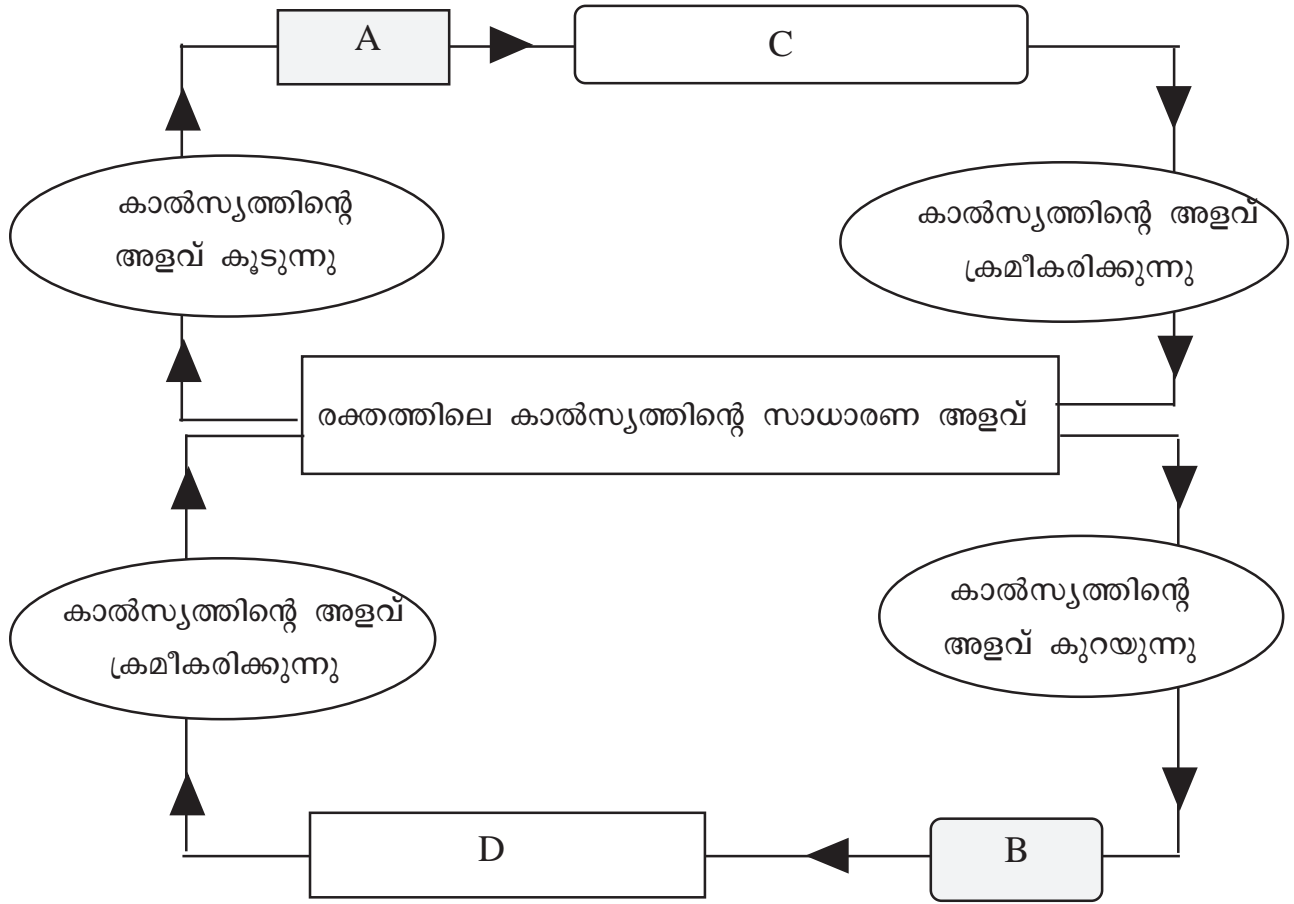 A
C
കാൽസ്യത്തിന്റെ
അളവ് കൂടുന്നു
കാൽസ്യത്തിന്റെ അളവ്
ക്രമീകരിക്കുന്നു
രക്തത്തിലെ കാൽസ്യത്തിന്റെ സാധാരണ അളവ്
കാൽസ്യത്തിന്റെ അളവ്
ക്രമീകരിക്കുന്നു
കാൽസ്യത്തിന്റെ
അളവ് കുറയുന്നു
D
B